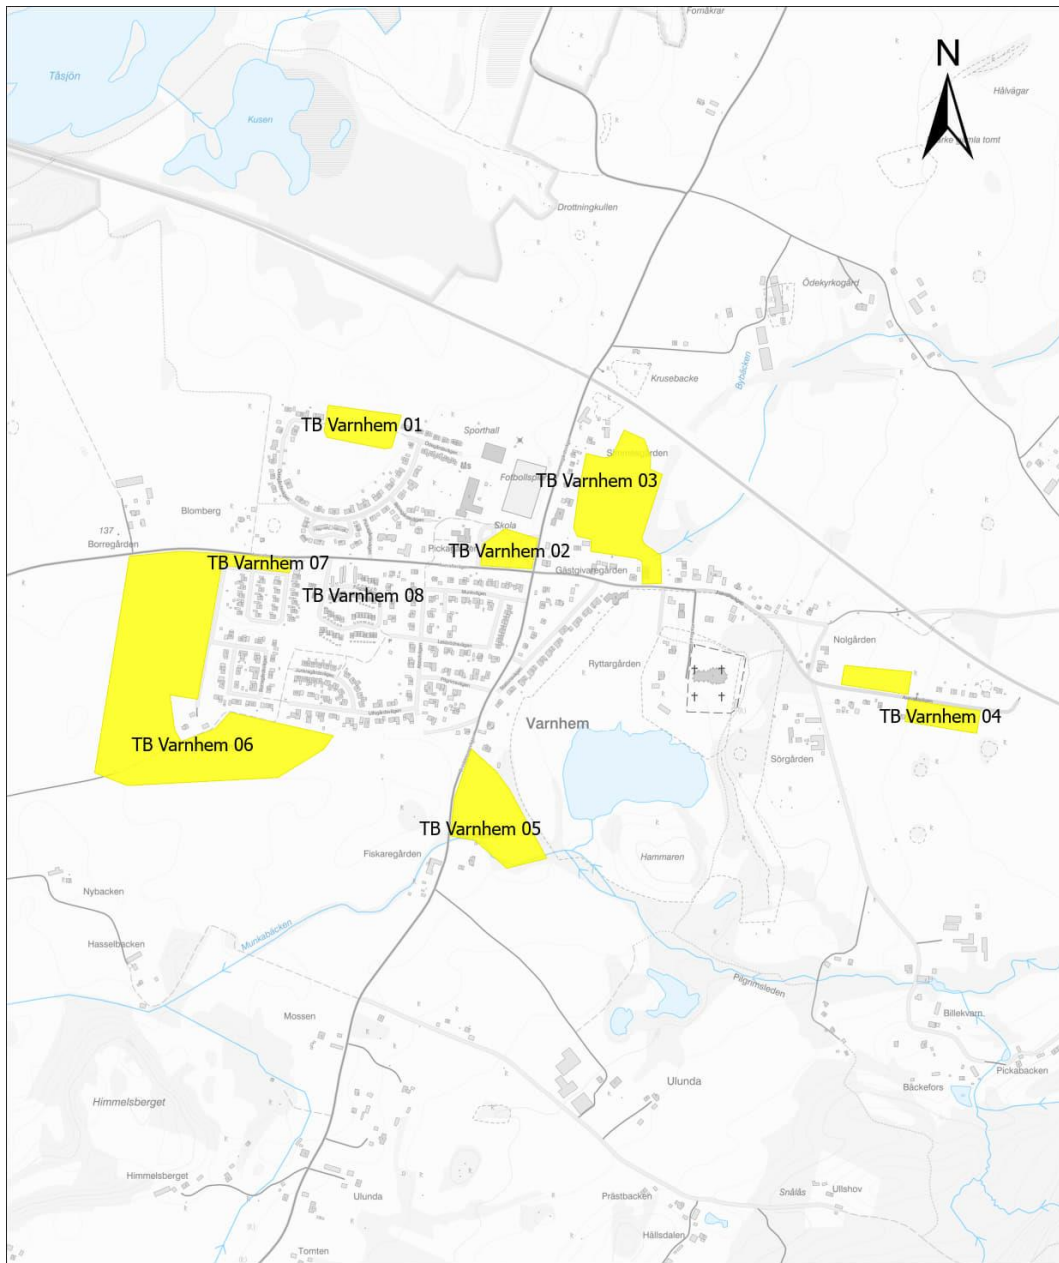 Fornåkrar
N
Tåsjön
Hålvägar
Kusen
Drottningkullen
Ödekyrkogård
Bybäcken
Krusebacke
TB Varnhem 01
Sporthall
TB Varnhem 03
Fotbollsplan
Blomberg
137
Skola
Borregården
TB Varnhem 02
TB Varnhem 07
Gästgivaregården
TB Varnhem 08
Nolgården
Ryttargården
TB Varnhem 04
Varnhem
TB Varnhem 06
Sörgården
TB Varnhem 05
Fiskaregården
Hammaren
Nybacken
Munkabäcken
Hasselbacken
Pilgrimsleden
Mossen
Billekvarn
Pickabacken
Ulunda
Bäckefors
Himmelsberget
Himmelsberget
Ulunda
Prästbacken
Snålås
Ullshov
Hällsdalen
Tomten